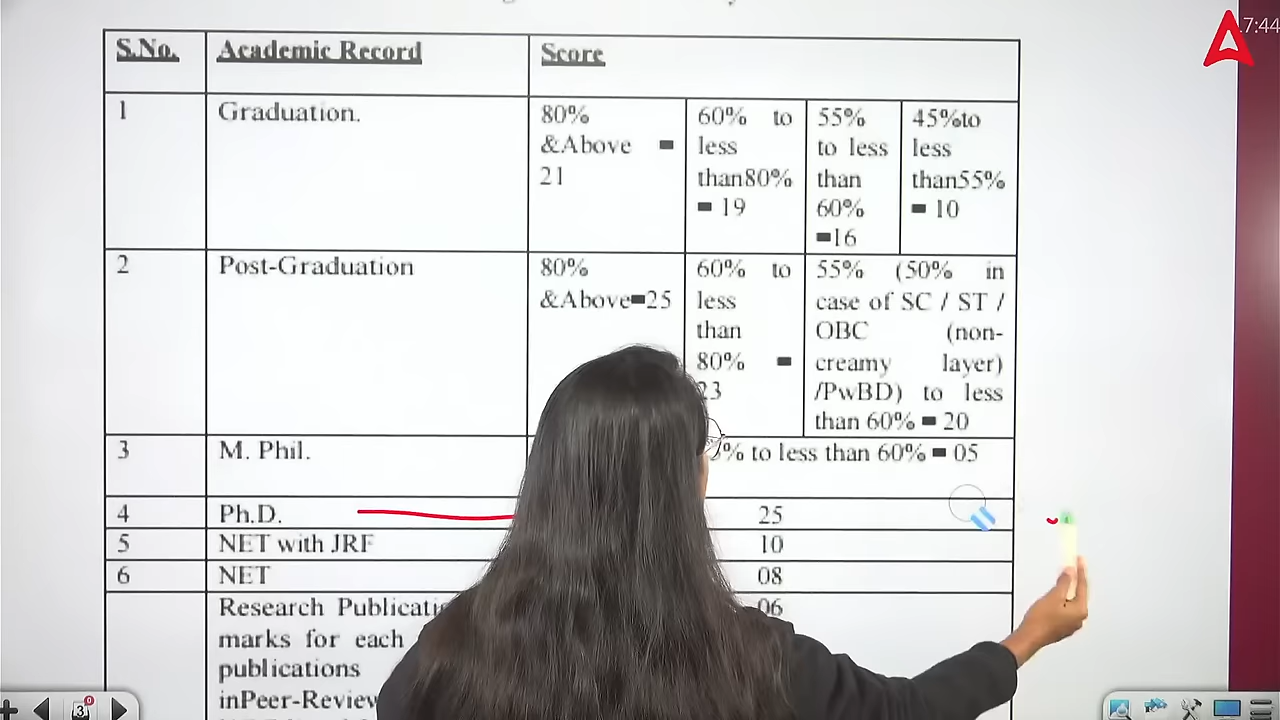 17:44
S.No. Academic Record Score
1 Graduation. 80% &Above = 21 60% to less than80% = 19 55% to less than 60% =16 45%to less than55% = 10
2 Post-Graduation 80% &Above=25 60% to less than 80% = 23 55% (50% in case of SC / ST / OBC (non-creamy layer) /PwBD) to less than 60% = 20
3 M. Phil. % to less than 60% = 05
4 Ph.D. 25
5 NET with JRF 10
6 NET 08
Research Publicati 06
marks for each
publications
inPeer-Review
3
0